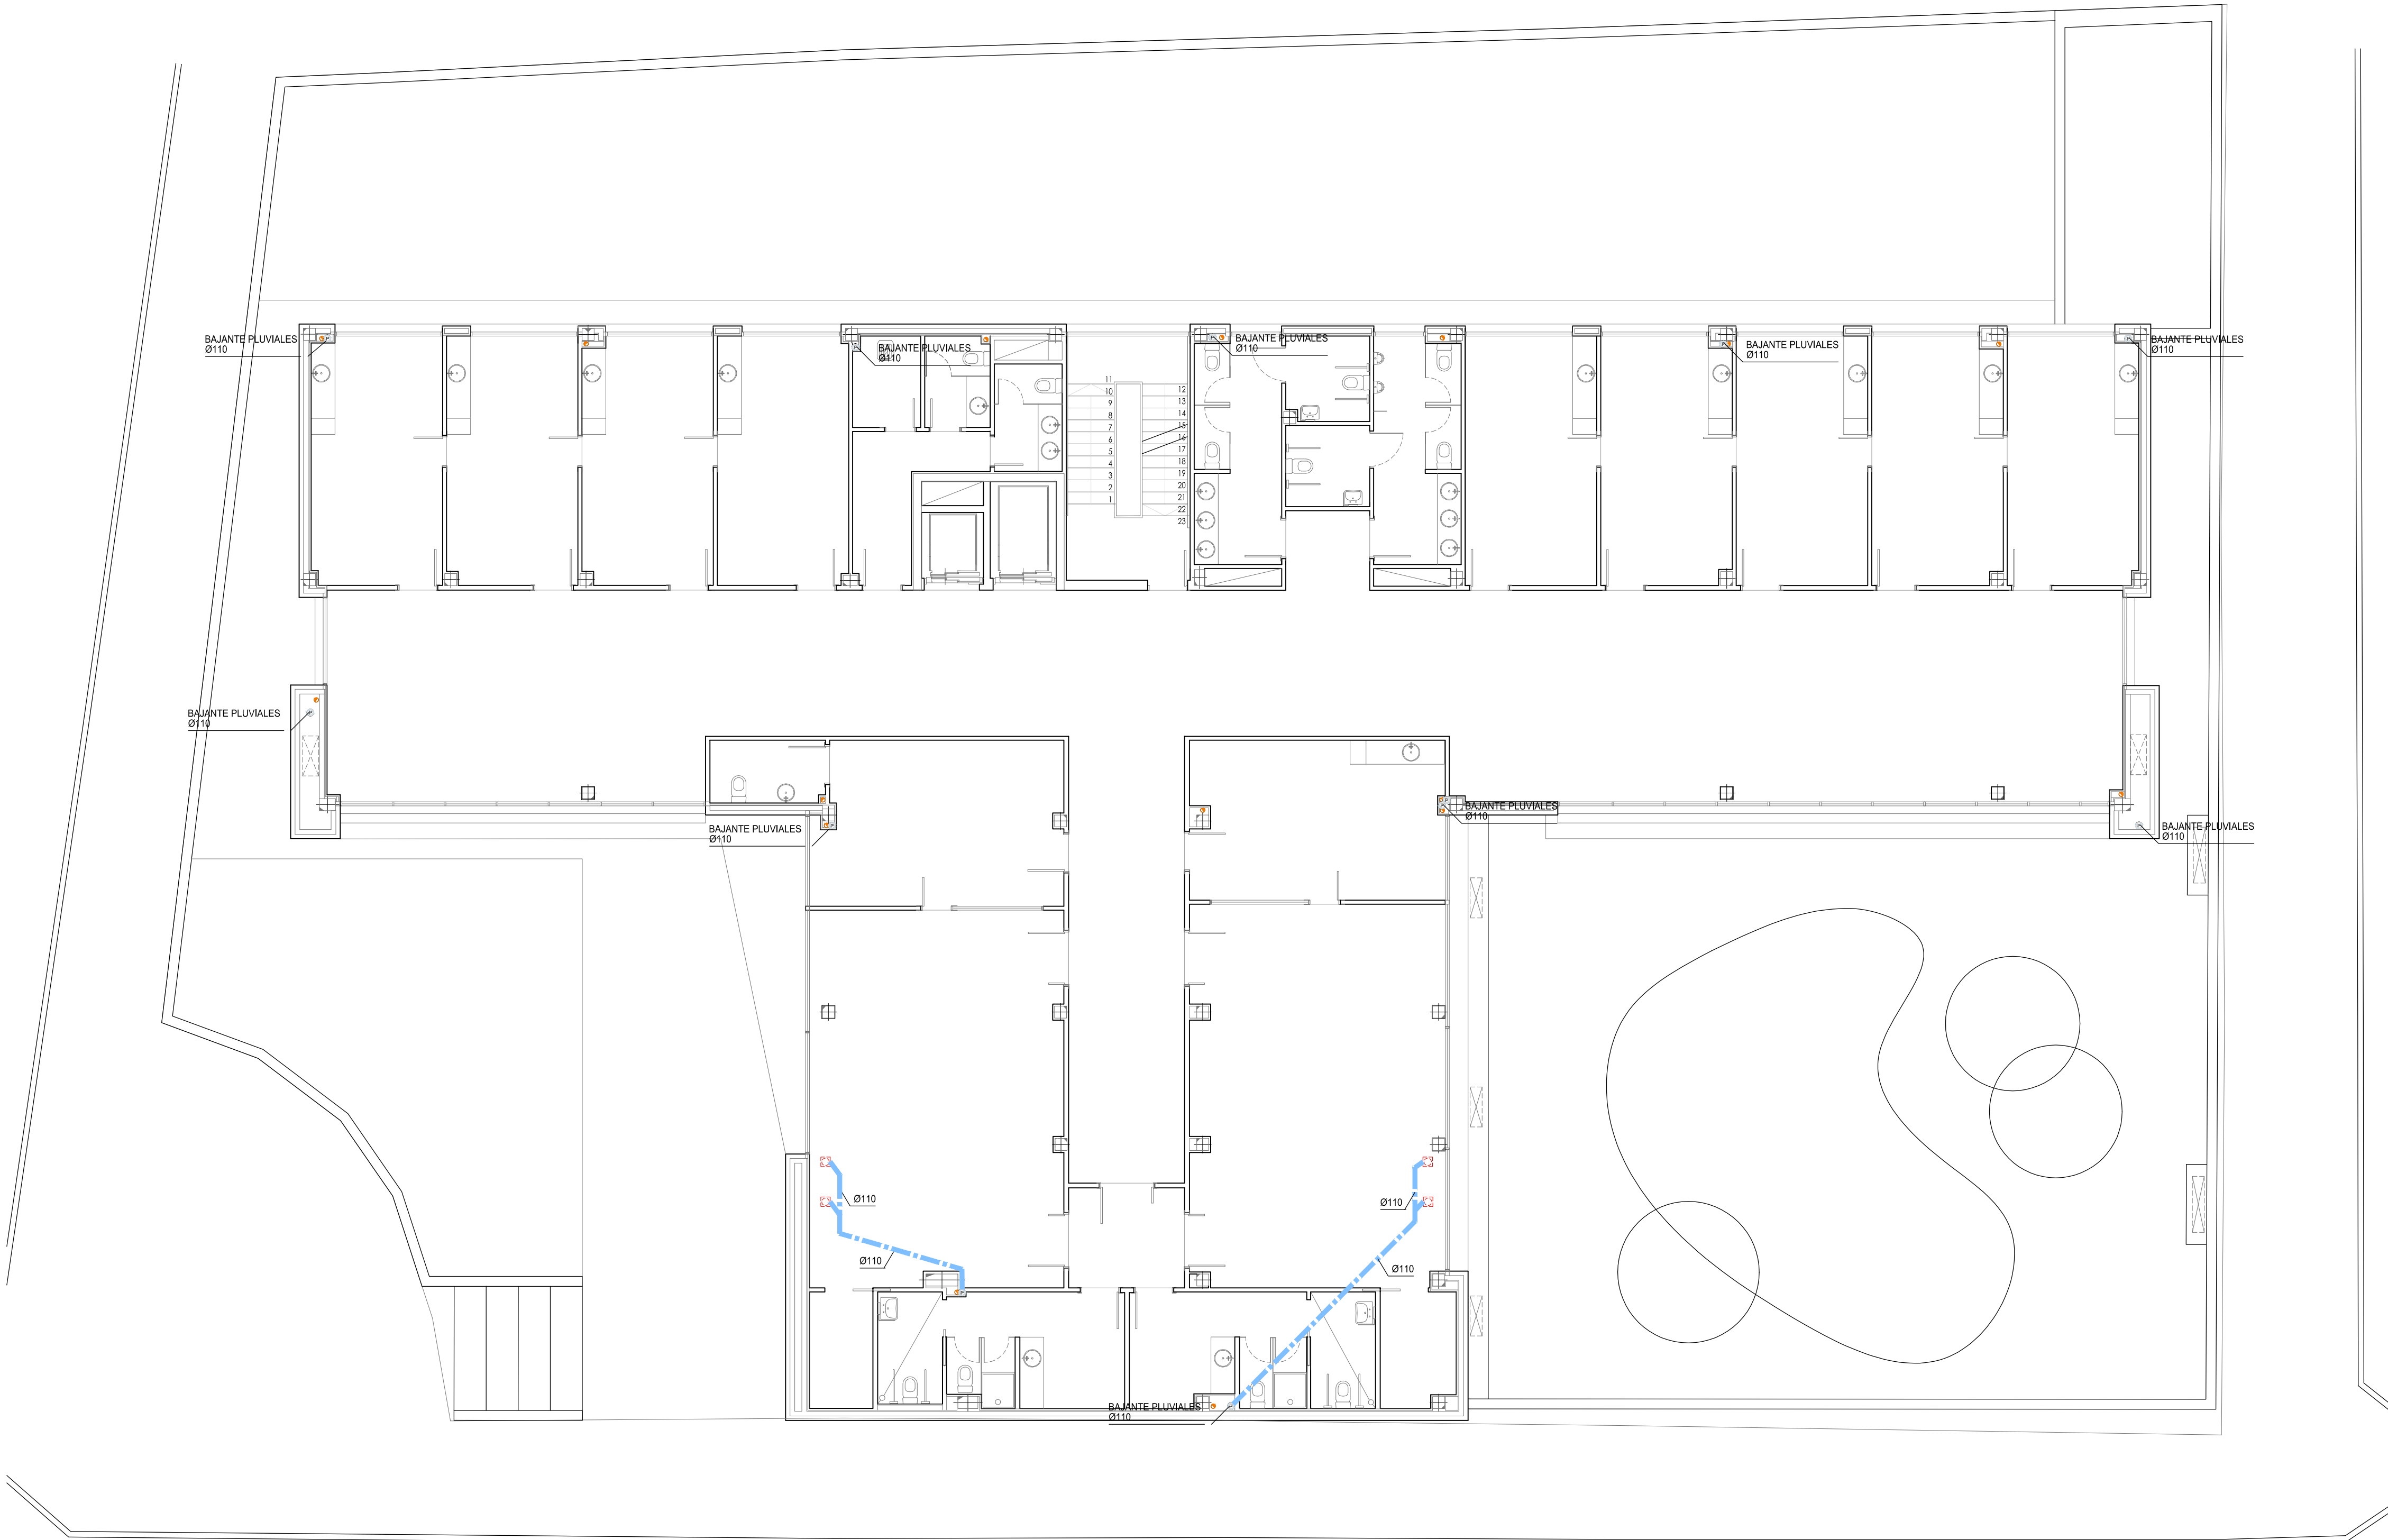 BAJANTE PLUVIALES
Ø110
BAJANTE PLUVIALES
Ø110
BAJANTE PLUVIALES
Ø110
BAJANTE PLUVIALES
Ø110
BAJANTE PLUVIALES
Ø110
11
10
9
8
7
6
5
4
3
2
1
12
13
14
15
16
17
18
19
20
21
22
23
BAJANTE PLUVIALES
Ø110
BAJANTE PLUVIALES
Ø110
BAJANTE PLUVIALES
Ø110
BAJANTE PLUVIALES
Ø110
Ø110
Ø110
Ø110
Ø110
BAJANTE PLUVIALES
Ø110